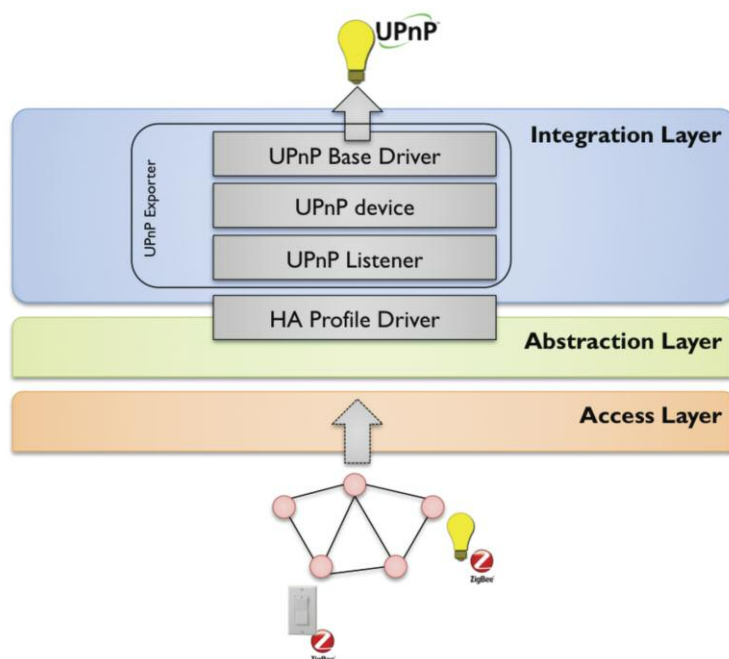 UPnP
Integration Layer
UPnP Exporter
UPnP Base Driver
UPnP device
UPnP Listener
HA Profile Driver
Abstraction Layer
Access Layer
ZigBee
ZigBee